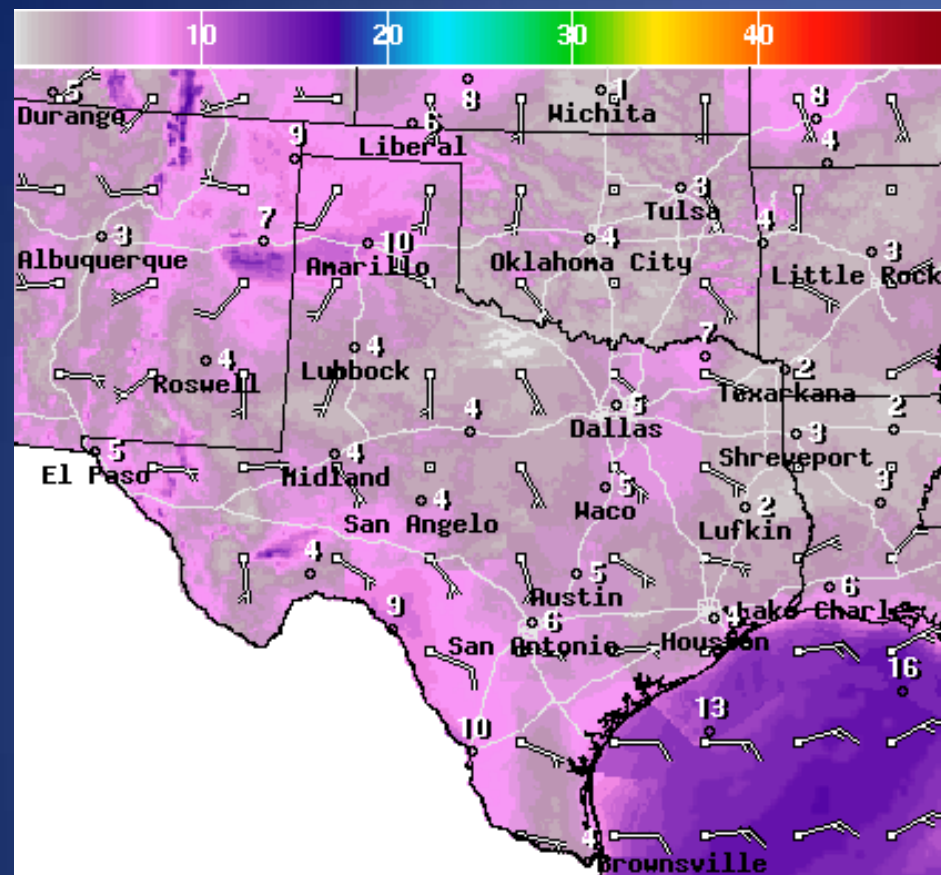 10 20 30 40
5 8 1 8
Durango Wichita
6 4
Liberal
9
3
Tulsa
3 7 10 4 4 3
Albuquerque Amarillo Oklahoma City Little Rock
4 4 7 2
Roswell Lubbock Texarkana
4 5 2
Dallas 3
5 4 Shreveport
El Paso Midland
4 5 2 3
San Angelo Waco Lufkin
4 5 6
Austin Lake Charles
9 6 4
San Antonio Houston
16
13
10
4
Brownsville